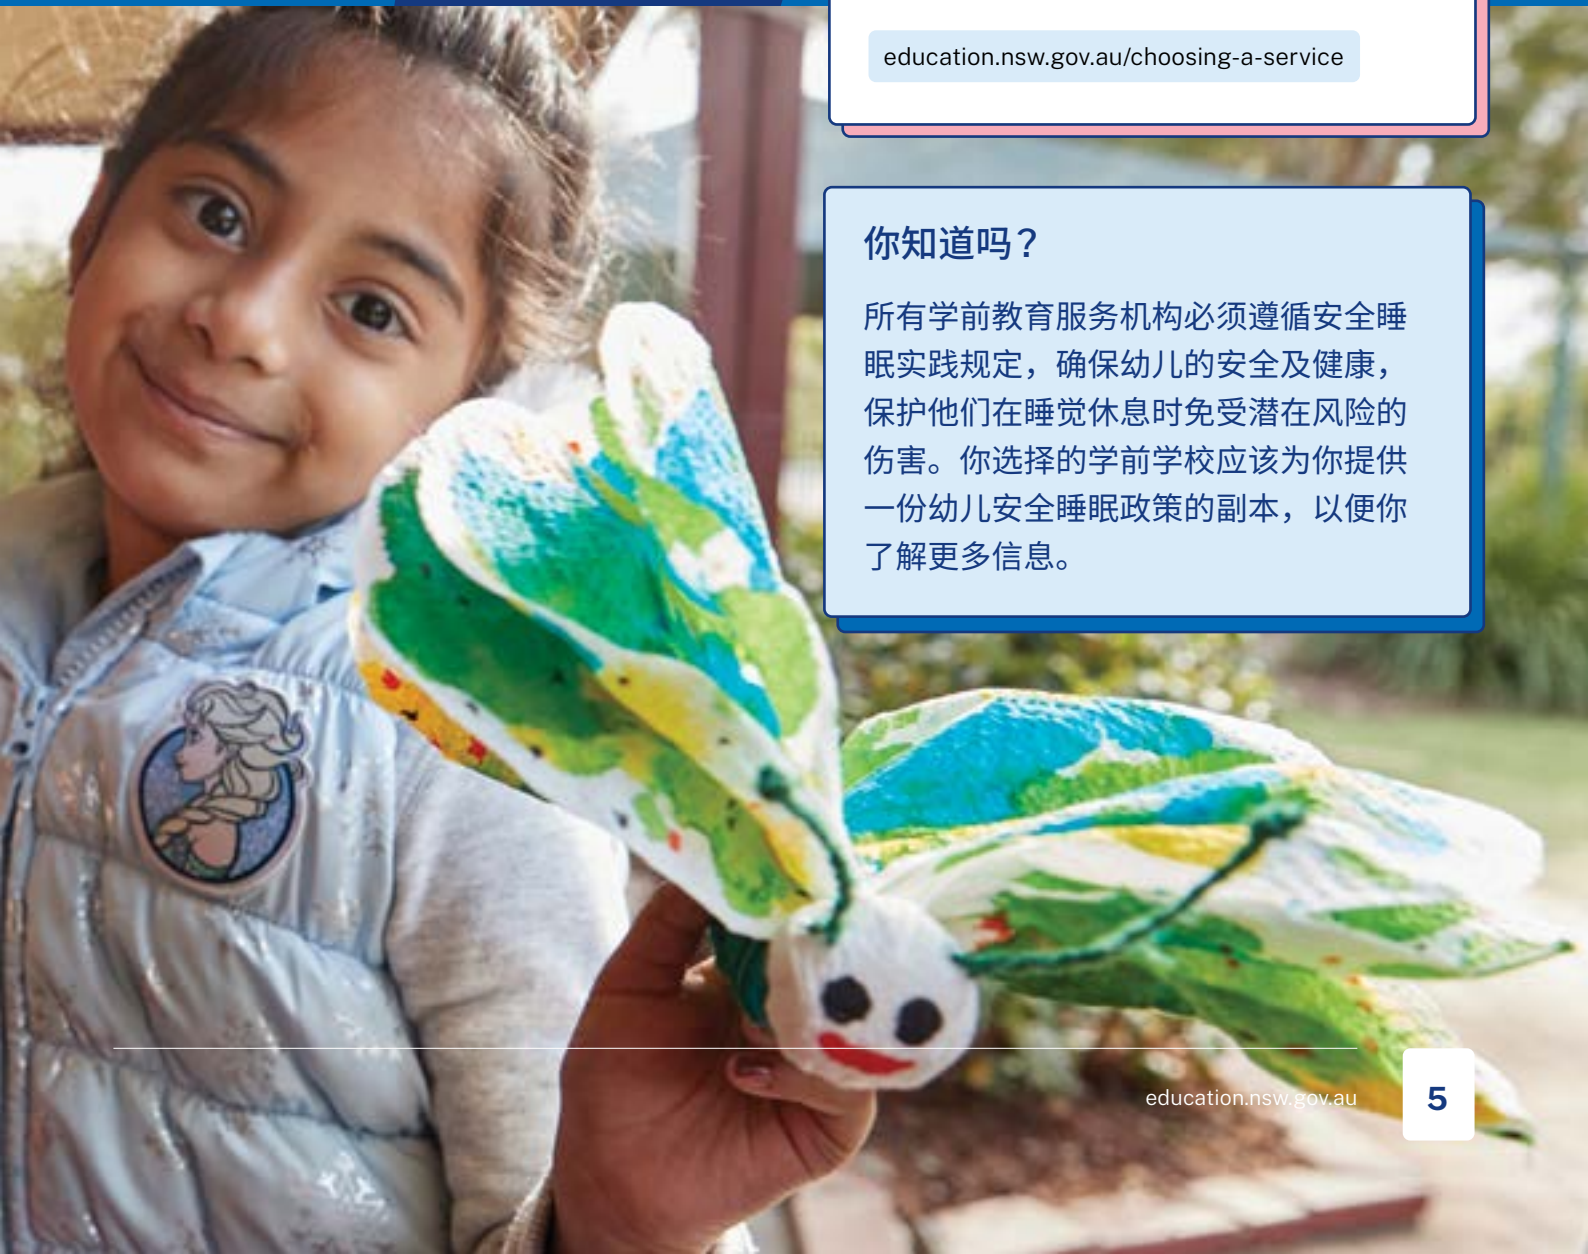 education.nsw.gov.au/choosing-a-service
你知道吗？
所有学前教育服务机构必须遵循安全睡
眠实践规定，确保幼儿的安全及健康，
保护他们在睡觉休息时免受潜在风险的
伤害。你选择的学前学校应该为你提供
一份幼儿安全睡眠政策的副本，以便你
了解更多信息。
education.nsw.gov.au
5